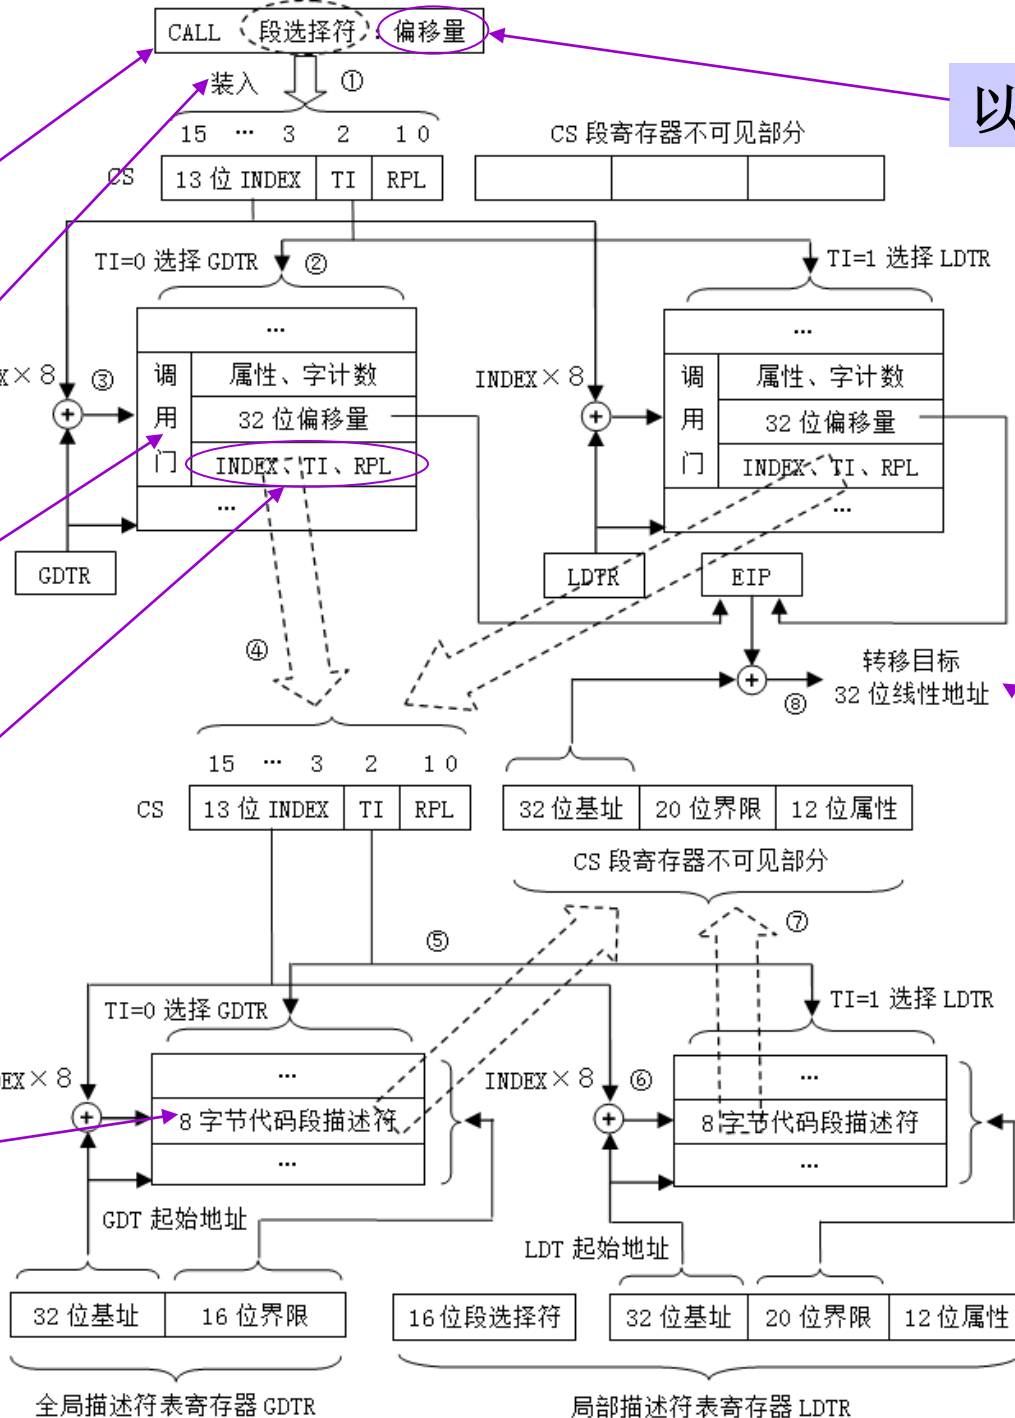 CALL 段选择符 : 偏移量
以
装入 ①
15 … 3 2 1 0
CS 段寄存器不可见部分
CS 13 位 INDEX TI RPL
TI=0 选择 GDTR ②
TI=1 选择 LDTR
…
…
X×8 ③
调用门
属性、字计数
32 位偏移量
INDEX、TI、RPL
…
INDEX×8
调用门
属性、字计数
32 位偏移量
INDEX、TI、RPL
…
GDTR
LDTR
EIP
④
转移目标
32 位线性地址
⑧
15 … 3 2 1 0
CS 13 位 INDEX TI RPL
32 位基址 20 位界限 12 位属性
CS 段寄存器不可见部分
⑤
⑦
TI=0 选择 GDTR
TI=1 选择 LDTR
EX×8
…
8 字节代码段描述符
…
INDEX×8 ⑥
…
8 字节代码段描述符
…
GDT 起始地址
LDT 起始地址
32 位基址 16 位界限
16 位段选择符 32 位基址 20 位界限 12 位属性
全局描述符表寄存器 GDTR
局部描述符表寄存器 LDTR